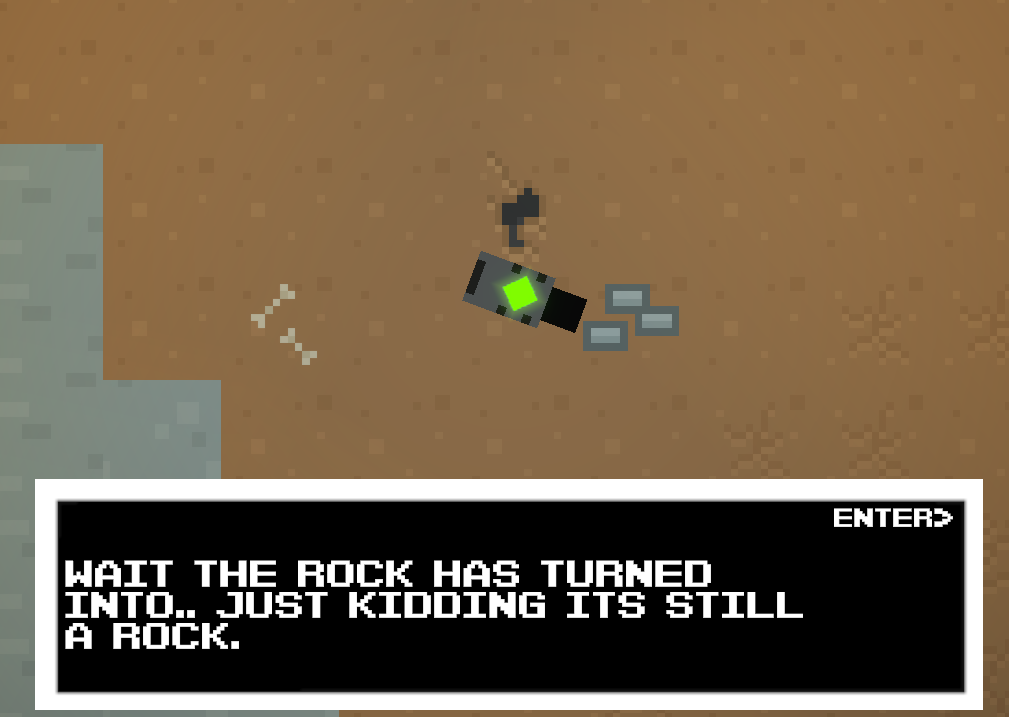 ENTER>
WAIT THE ROCK HAS TURNED
INTO.. JUST KIDDING ITS STILL
A ROCK.